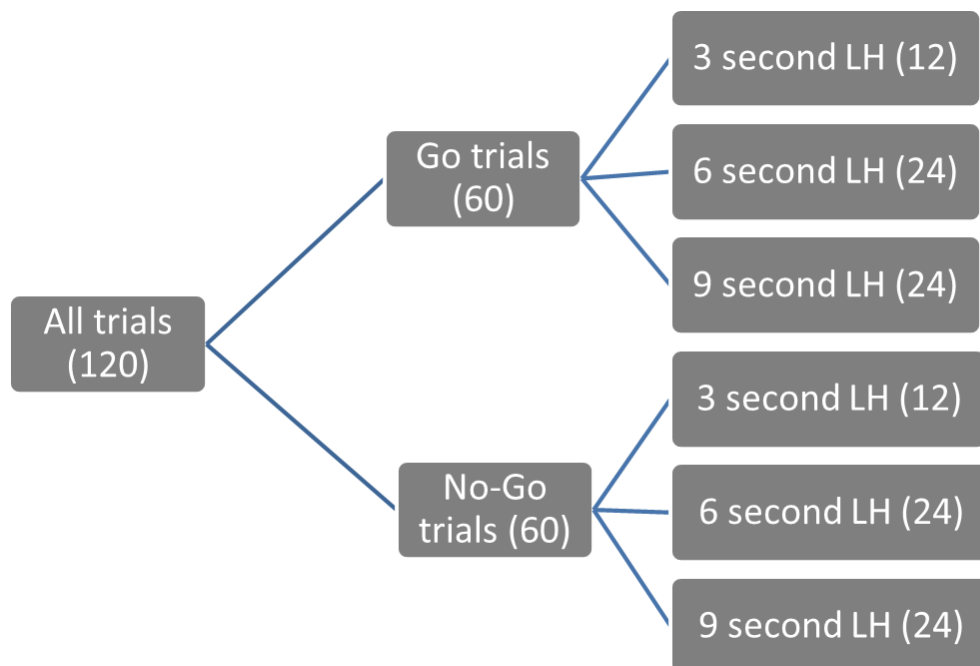 All trials
(120)
Go trials
(60)
3 second LH (12)
6 second LH (24)
9 second LH (24)
No-Go
trials (60)
3 second LH (12)
6 second LH (24)
9 second LH (24)